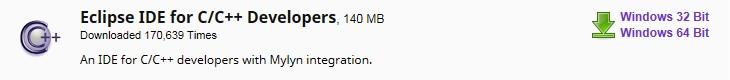 C++
Eclipse IDE for C/C++ Developers, 140 MB
Downloaded 170,639 Times
An IDE for C/C++ developers with Mylyn integration.
Windows 32 Bit
Windows 64 Bit